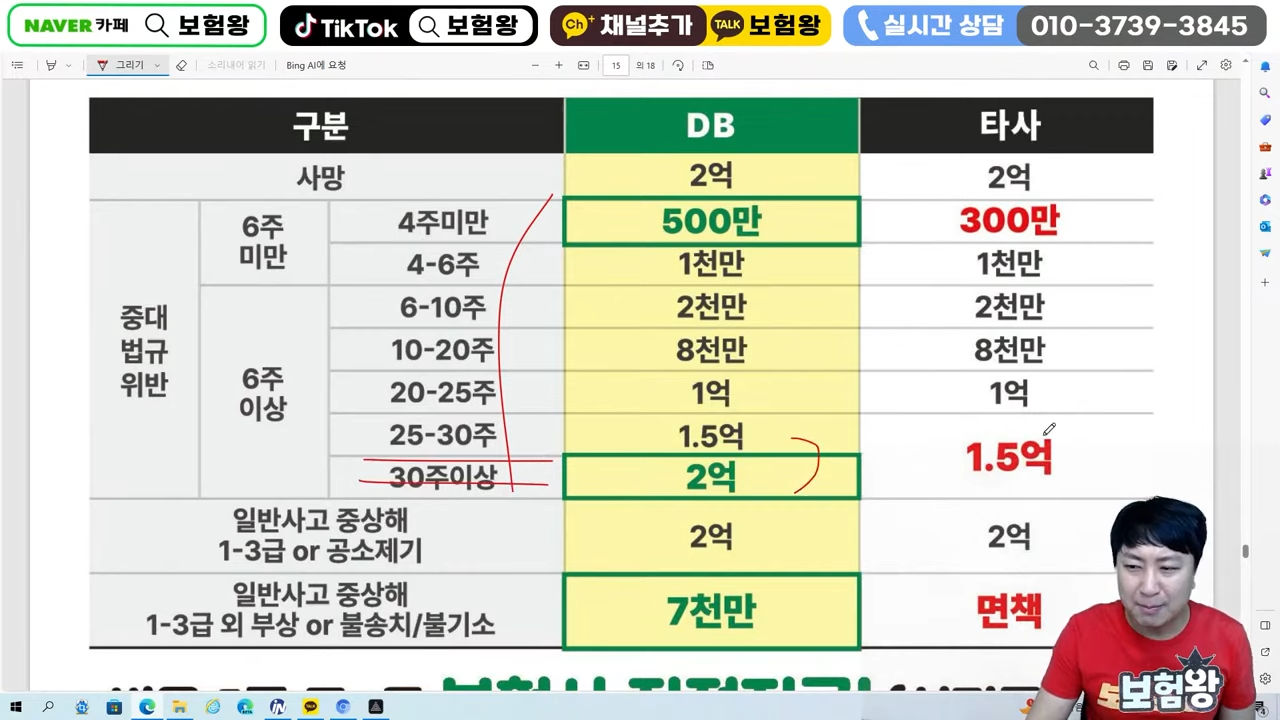 NAVER 카페 보험왕 TikTok 보험왕 Ch+ 채널추가 TALK 보험왕 실시간 상담 010-3739-3845
그리기 소리내어 읽기 Bing AI에 요청 15 의 18
구분 DB 타사
사망 2억 2억
중대
법규
위반
6주
미만
4주미만 500만 300만
4-6주 1천만 1천만
6주
이상
6-10주 2천만 2천만
10-20주 8천만 8천만
20-25주 1억 1억
25-30주 1.5억 1.5억
30주이상 2억
일반사고 중상해
1-3급 or 공소제기 2억 2억
일반사고 중상해
1-3급 외 부상 or 불송치/불기소 7천만 면책
보험왕